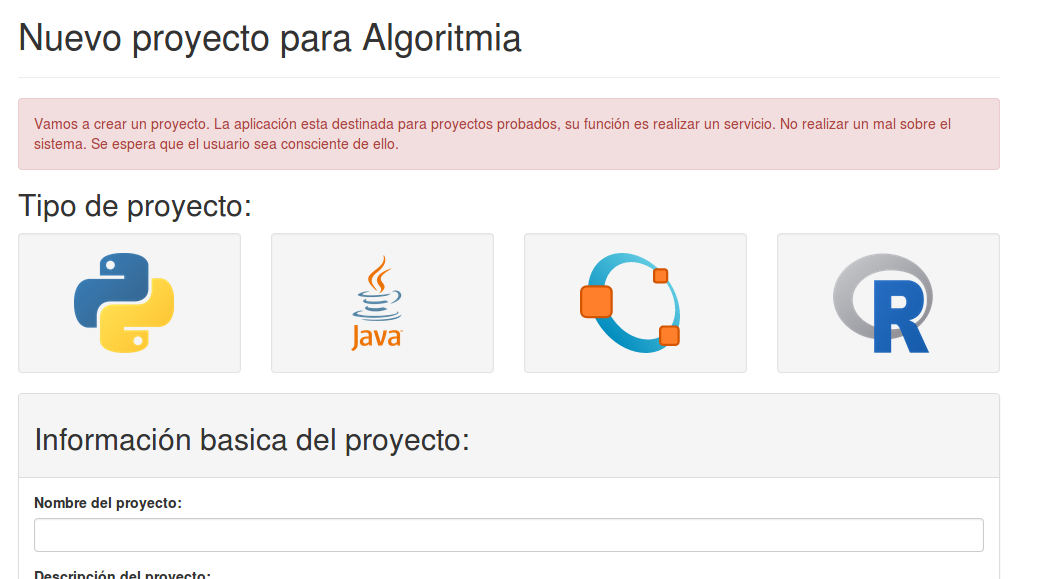 Nuevo proyecto para Algoritmia
Vamos a crear un proyecto. La aplicación esta destinada para proyectos probados, su función es realizar un servicio. No realizar un mal sobre el
sistema. Se espera que el usuario sea consciente de ello.
Tipo de proyecto:
Java
R
Información basica del proyecto:
Nombre del proyecto:
Descripción del proyecto: